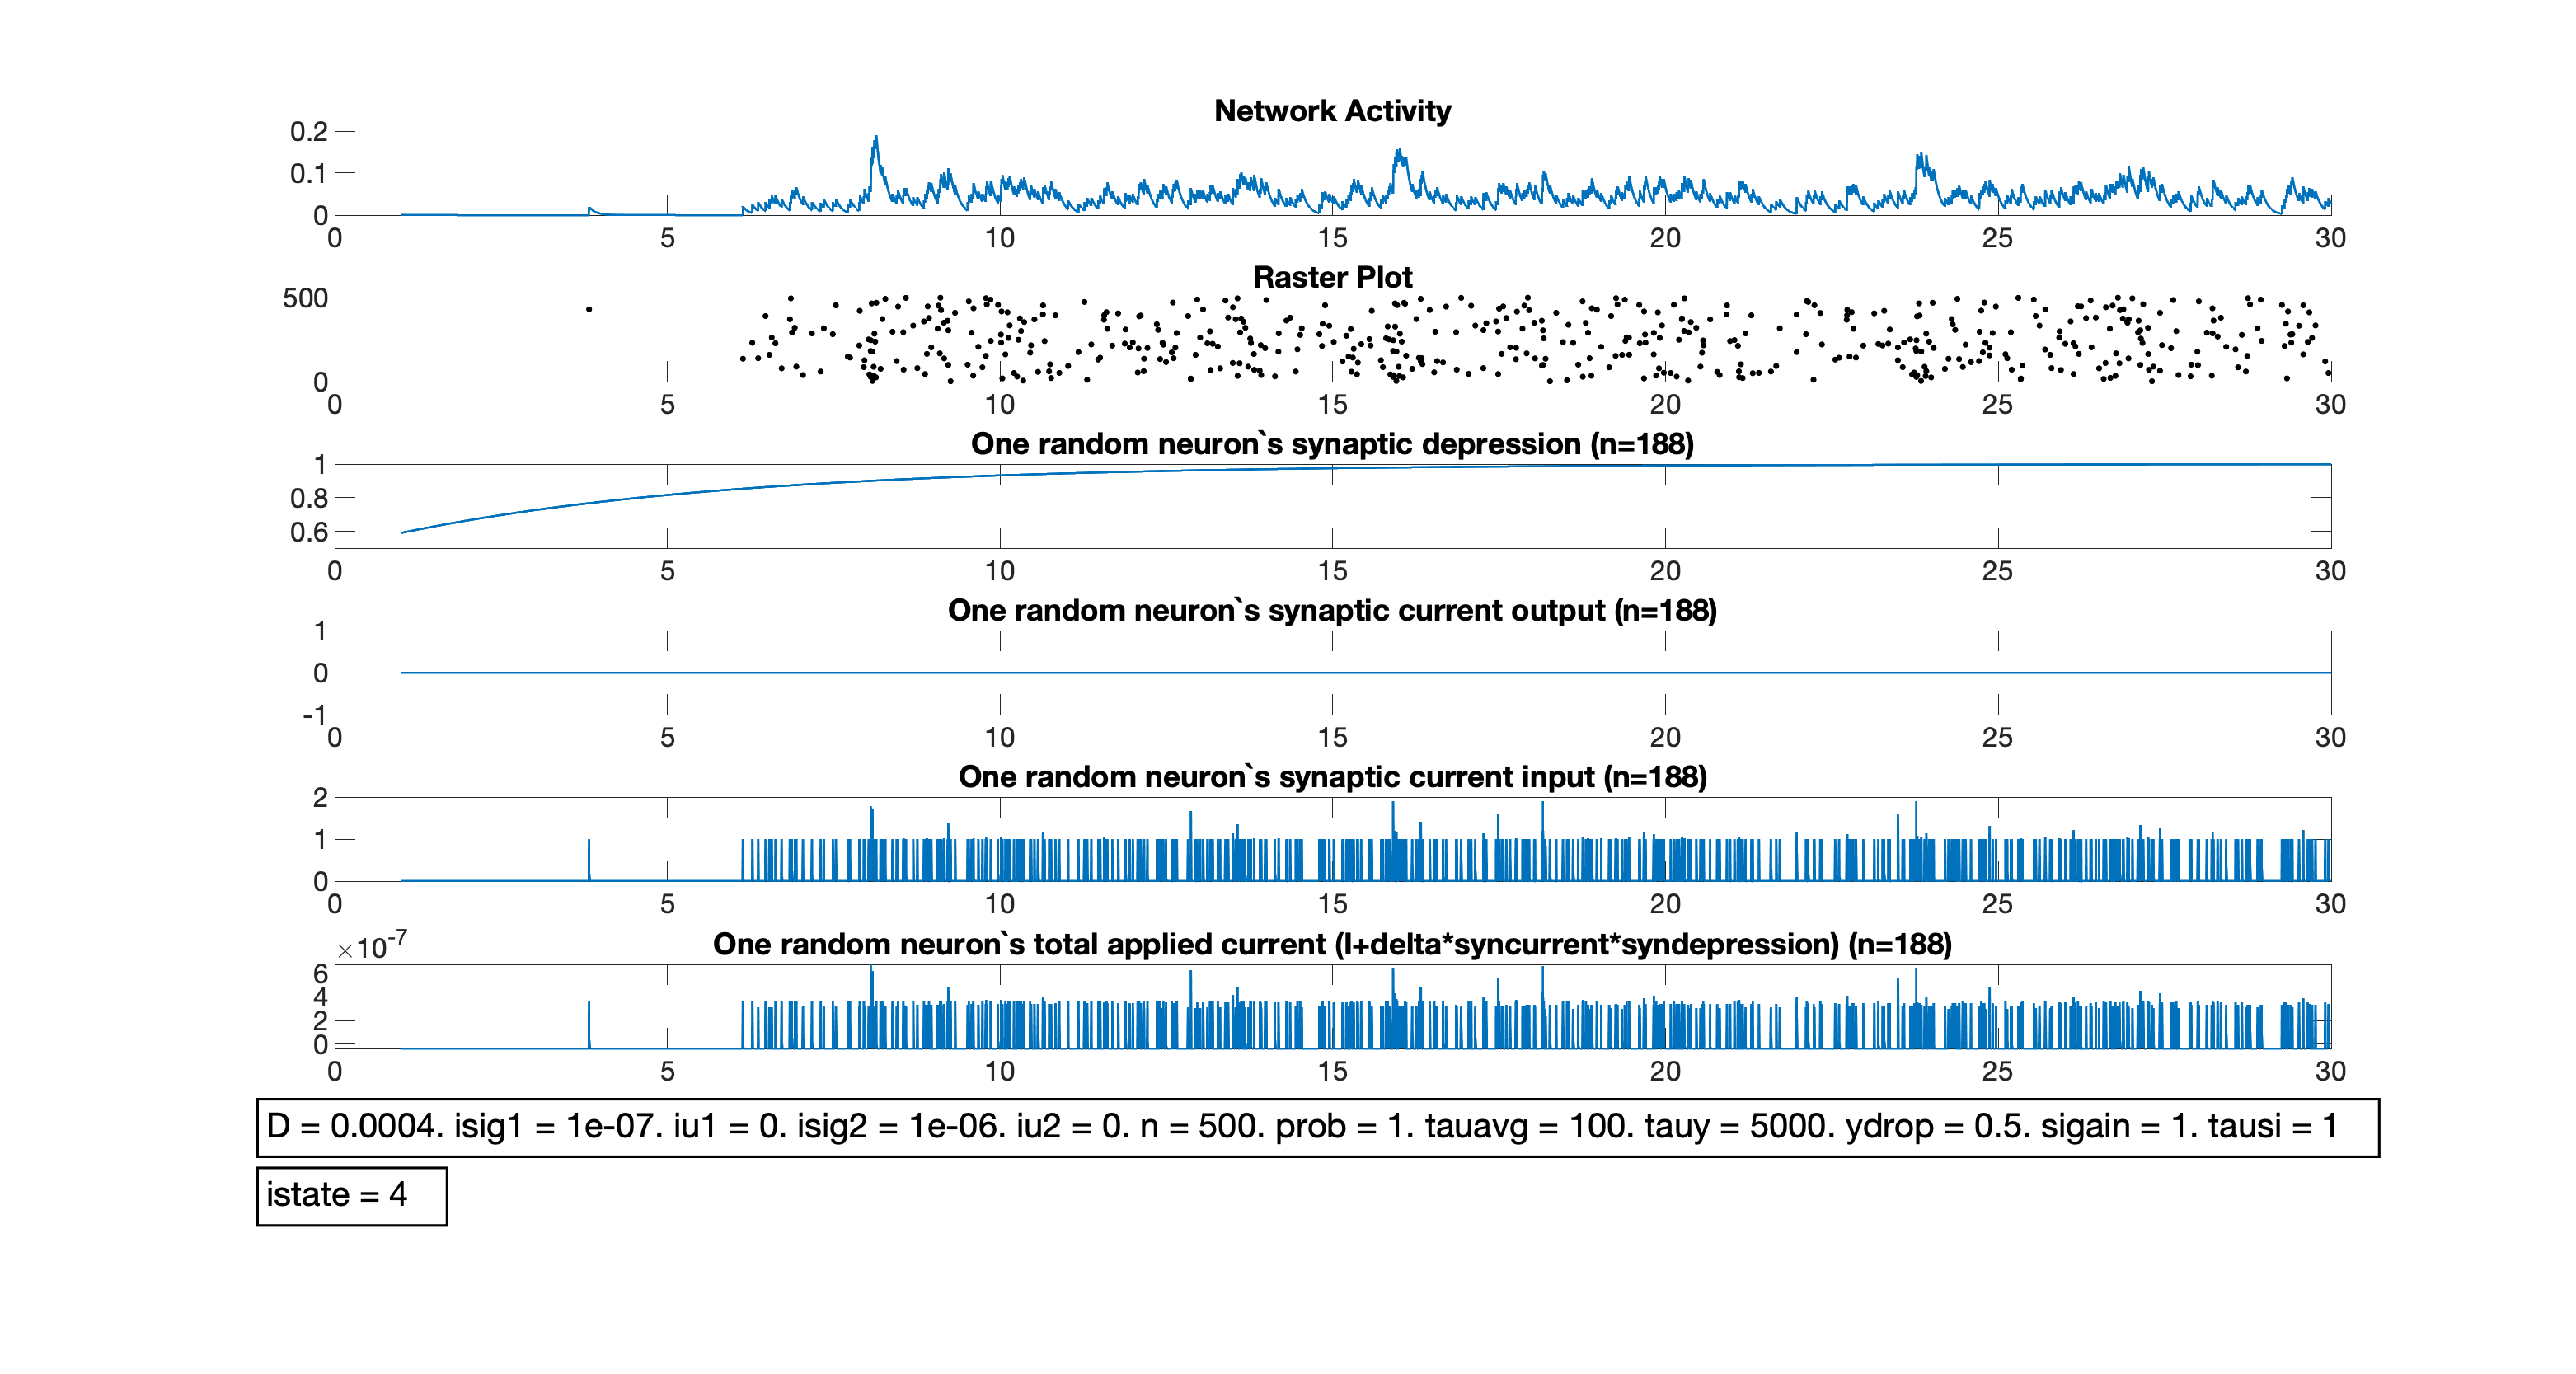 Network Activity
0.2
0.1
0
0 5 10 15 20 25 30
Raster Plot
500
0
0 5 10 15 20 25 30
One random neuron`s synaptic depression (n=188)
1
0.8
0.6
0 5 10 15 20 25 30
One random neuron`s synaptic current output (n=188)
1
0
-1
0 5 10 15 20 25 30
One random neuron`s synaptic current input (n=188)
2
1
0
0 5 10 15 20 25 30
×10-7 One random neuron`s total applied current (I+delta*syncurrent*syndepression) (n=188)
6
4
2
0
0 5 10 15 20 25 30
D = 0.0004. isig1 = 1e-07. iu1 = 0. isig2 = 1e-06. iu2 = 0. n = 500. prob = 1. tauavg = 100. tauy = 5000. ydrop = 0.5. sigain = 1. tausi = 1
istate = 4